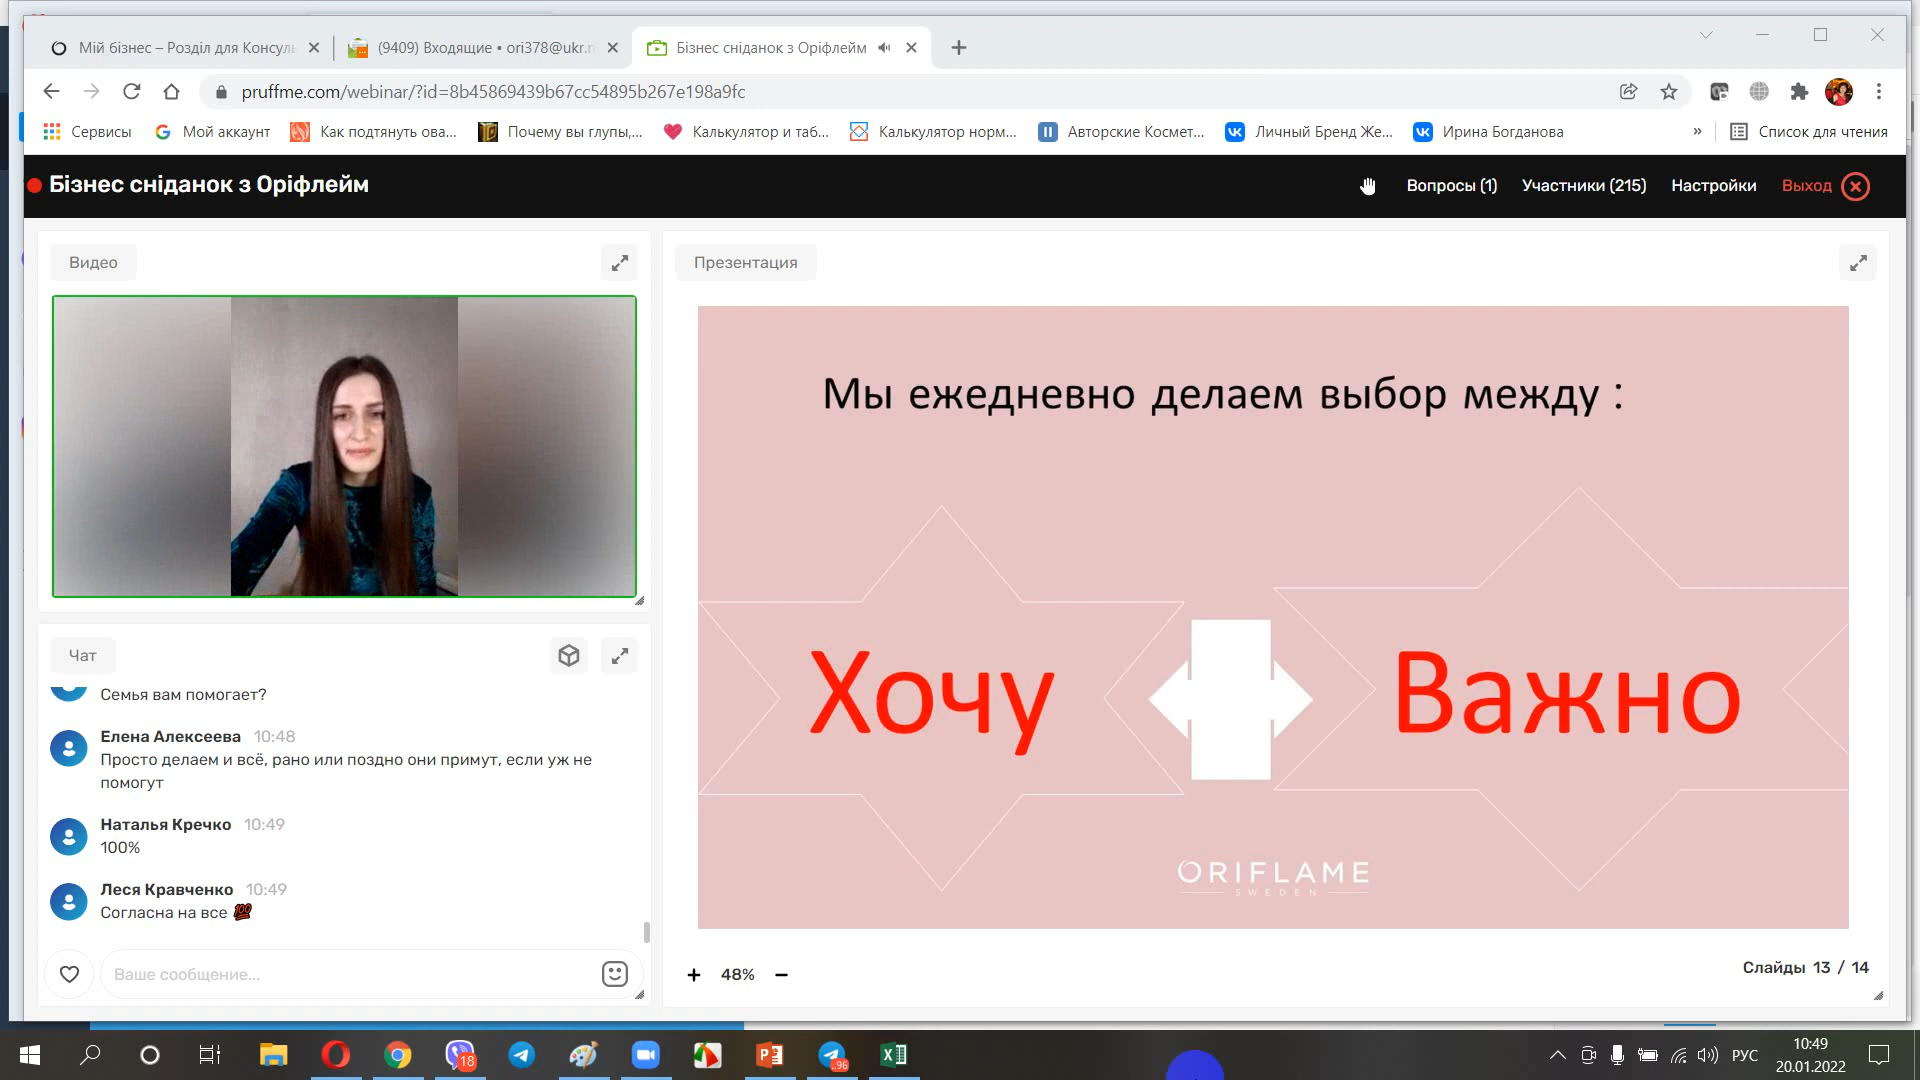 Мій бізнес – Розділ для Консуль
(9409) Входящие • ori378@ukr.n
Бізнес сніданок з Оріфлейм
pruffme.com/webinar/?id=8b45869439b67cc54895b267e198a9fc
Сервисы
Мой аккаунт
Как подтянуть ова...
Почему вы глупы,...
Калькулятор и таб...
Калькулятор норм...
Авторские Космет...
Личный Бренд Же...
Ирина Богданова
»
Список для чтения
Бізнес сніданок з Оріфлейм
Вопросы (1)
Участники (215)
Настройки
Выход
Видео
Презентация
Мы ежедневно делаем выбор между :
Хочу
Важно
ORIFLAME
SWEDEN
Чат
Семья вам помогает?
Елена Алексеева 10:48
Просто делаем и всё, рано или поздно они примут, если уж не
помогут
Наталья Кречко 10:49
100%
Леся Кравченко 10:49
Согласна на все 💯
Ваше сообщение...
+ 48% −
Слайды 13 / 14
18
..96
РУС
10:49
20.01.2022